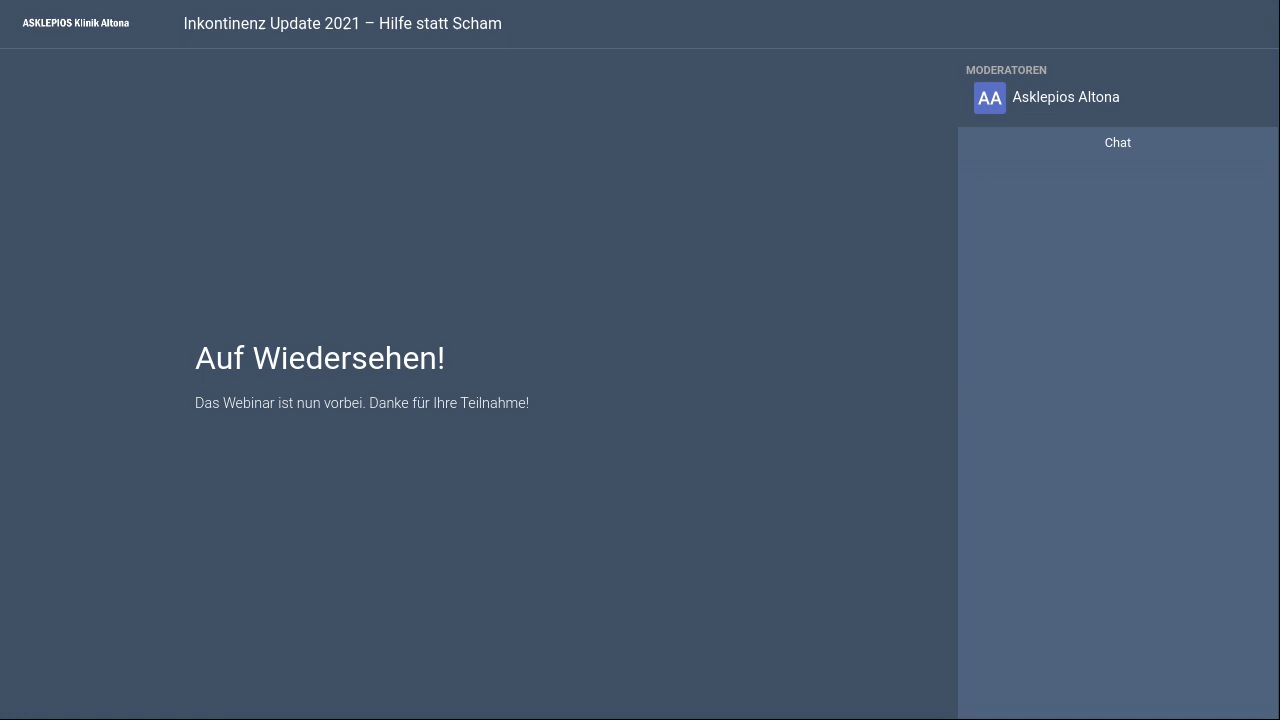 ASKLEPIOS Klinik Altona
Inkontinenz Update 2021 – Hilfe statt Scham
MODERATOREN
AA
Asklepios Altona
Chat
Auf Wiedersehen!
Das Webinar ist nun vorbei. Danke für Ihre Teilnahme!